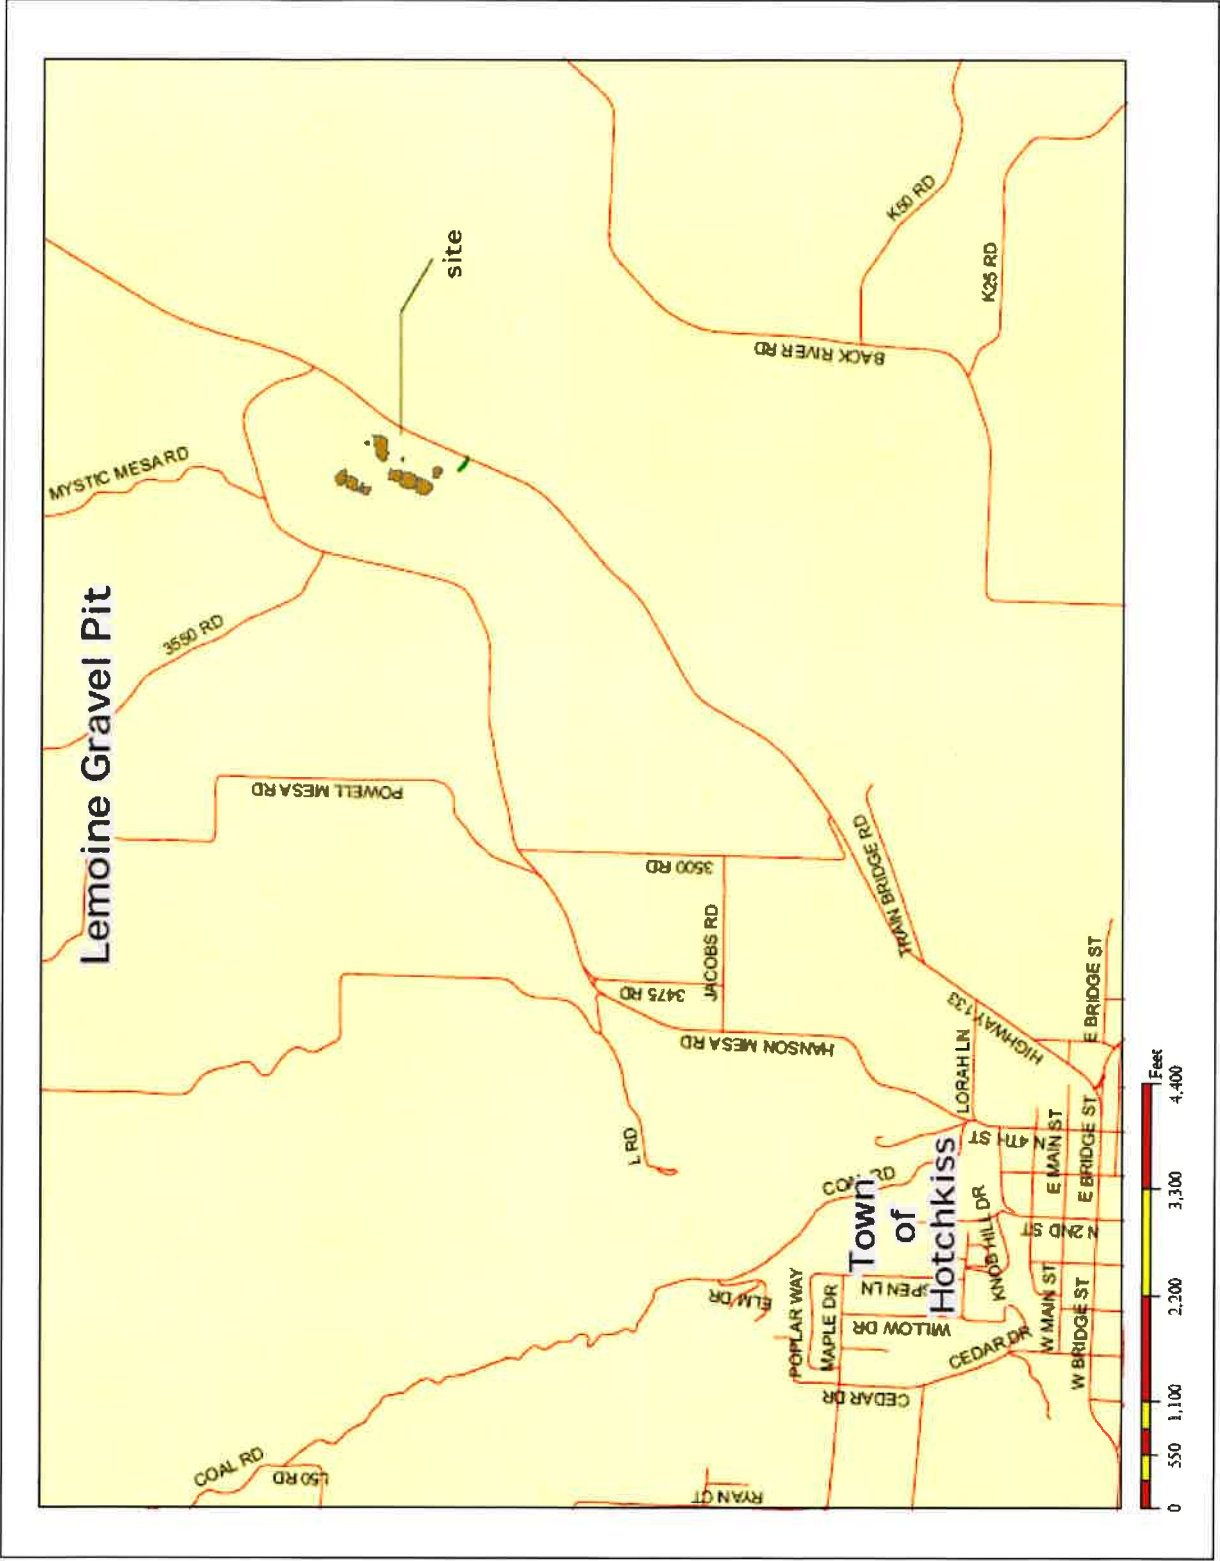 Lemoine Gravel Pit
site
MYSTIC MESA RD
3550 RD
POWELL MESA RD
3500 RD
JACOBS RD
3475 RD
HANSON MESA RD
L RD
BACK RIVER RD
K50 RD
K25 RD
TRAIN BRIDGE RD
HIGHWAY 133
LORAH LN
E BRIDGE ST
N 4TH ST
E MAIN ST
E BRIDGE ST
N 2ND ST
KNOB HILL DR
Town
of
Hotchkiss
RD
ELM DR
POPLAR WAY
MAPLE DR
WILLOW DR
CEDAR DR
CEDAR DR
W MAIN ST
W BRIDGE ST
COAL RD
L50 RD
RYAN CT
0 550 1,100 2,200 3,300 4,400
Feet